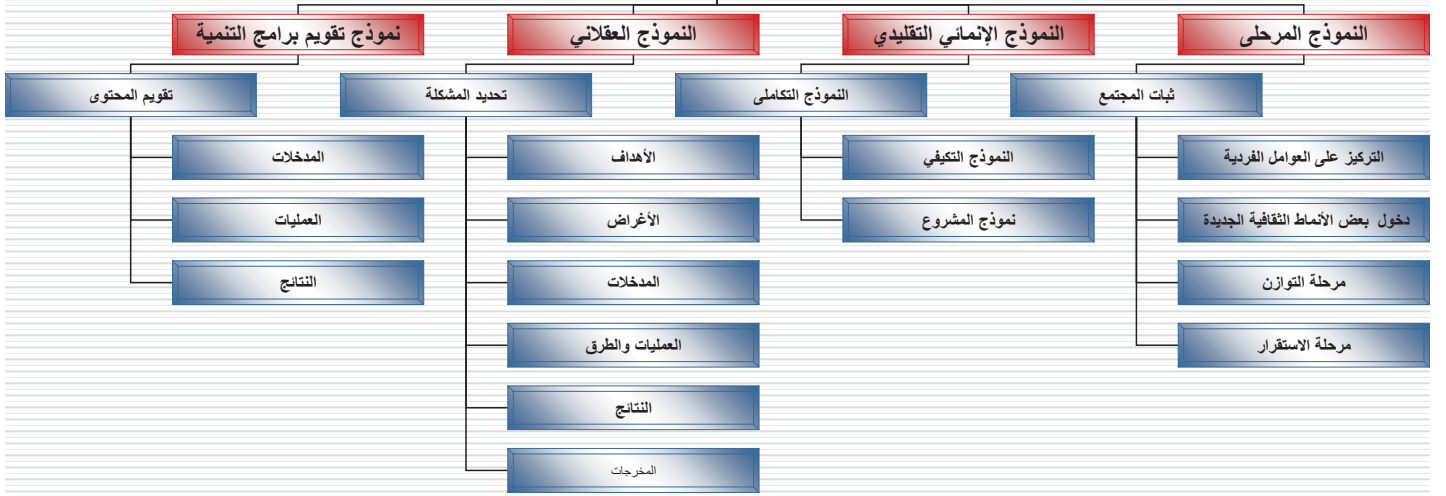 النموذج المرحلى
النموذج الإنمائي التقليدي
النموذج العقلاني
نموذج تقويم برامج التنمية
ثبات المجتمع
النموذج التكاملى
تحديد المشكلة
تقويم المحتوى
التركيز على العوامل الفردية
النموذج التكيفي
الأهداف
المدخلات
دخول بعض الأنماط الثقافية الجديدة
نموذج المشروع
الأغراض
العمليات
مرحلة التوازن
المدخلات
النتائج
مرحلة الاستقرار
العمليات والطرق
النتائج
المخرجات